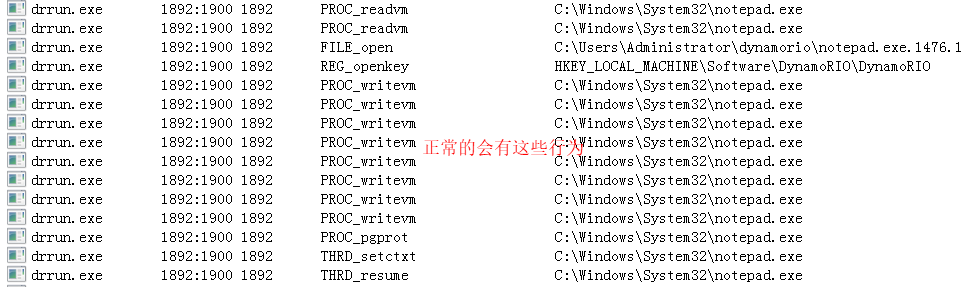 drrun.exe 1892:1900 1892 PROC_readvm C:\Windows\System32\notepad.exe
drrun.exe 1892:1900 1892 PROC_readvm C:\Windows\System32\notepad.exe
drrun.exe 1892:1900 1892 FILE_open C:\Users\Administrator\dynamorio\notepad.exe.1476.1
drrun.exe 1892:1900 1892 REG_openkey HKEY_LOCAL_MACHINE\Software\DynamoRIO\DynamoRIO
drrun.exe 1892:1900 1892 PROC_writevm C:\Windows\System32\notepad.exe
drrun.exe 1892:1900 1892 PROC_writevm C:\Windows\System32\notepad.exe
drrun.exe 1892:1900 1892 PROC_writevm C:\Windows\System32\notepad.exe
drrun.exe 1892:1900 1892 PROC_writevm C:\Windows\System32\notepad.exe
正常的会有这些行为
drrun.exe 1892:1900 1892 PROC_writevm C:\Windows\System32\notepad.exe
drrun.exe 1892:1900 1892 PROC_writevm C:\Windows\System32\notepad.exe
drrun.exe 1892:1900 1892 PROC_writevm C:\Windows\System32\notepad.exe
drrun.exe 1892:1900 1892 PROC_writevm C:\Windows\System32\notepad.exe
drrun.exe 1892:1900 1892 PROC_pgprot C:\Windows\System32\notepad.exe
drrun.exe 1892:1900 1892 THRD_setctxt C:\Windows\System32\notepad.exe
drrun.exe 1892:1900 1892 THRD_resume C:\Windows\System32\notepad.exe